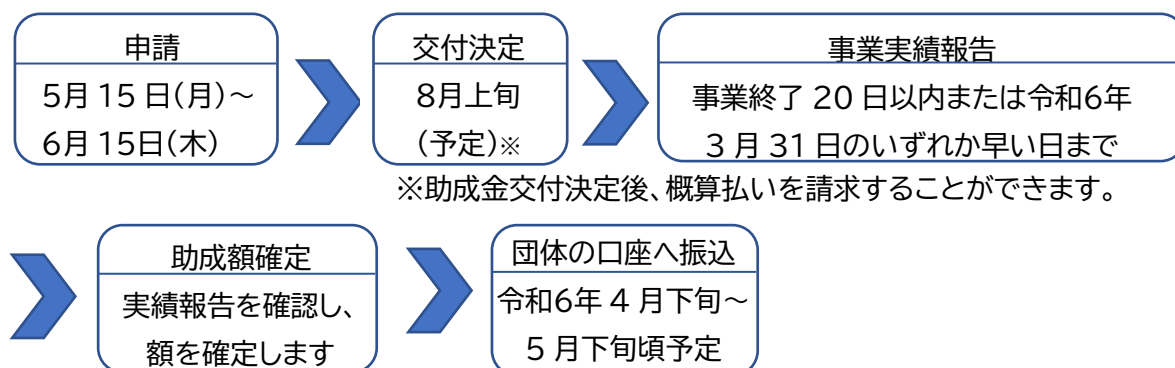 申請
5月15日(月)～
6月15日(木)
交付決定
8月上旬
(予定)※
事業実績報告
事業終了20日以内または令和6年
3月31日のいずれか早い日まで
※助成金交付決定後、概算払いを請求することができます。
助成額確定
実績報告を確認し、
額を確定します
団体の口座へ振込
令和6年4月下旬～
5月下旬頃予定